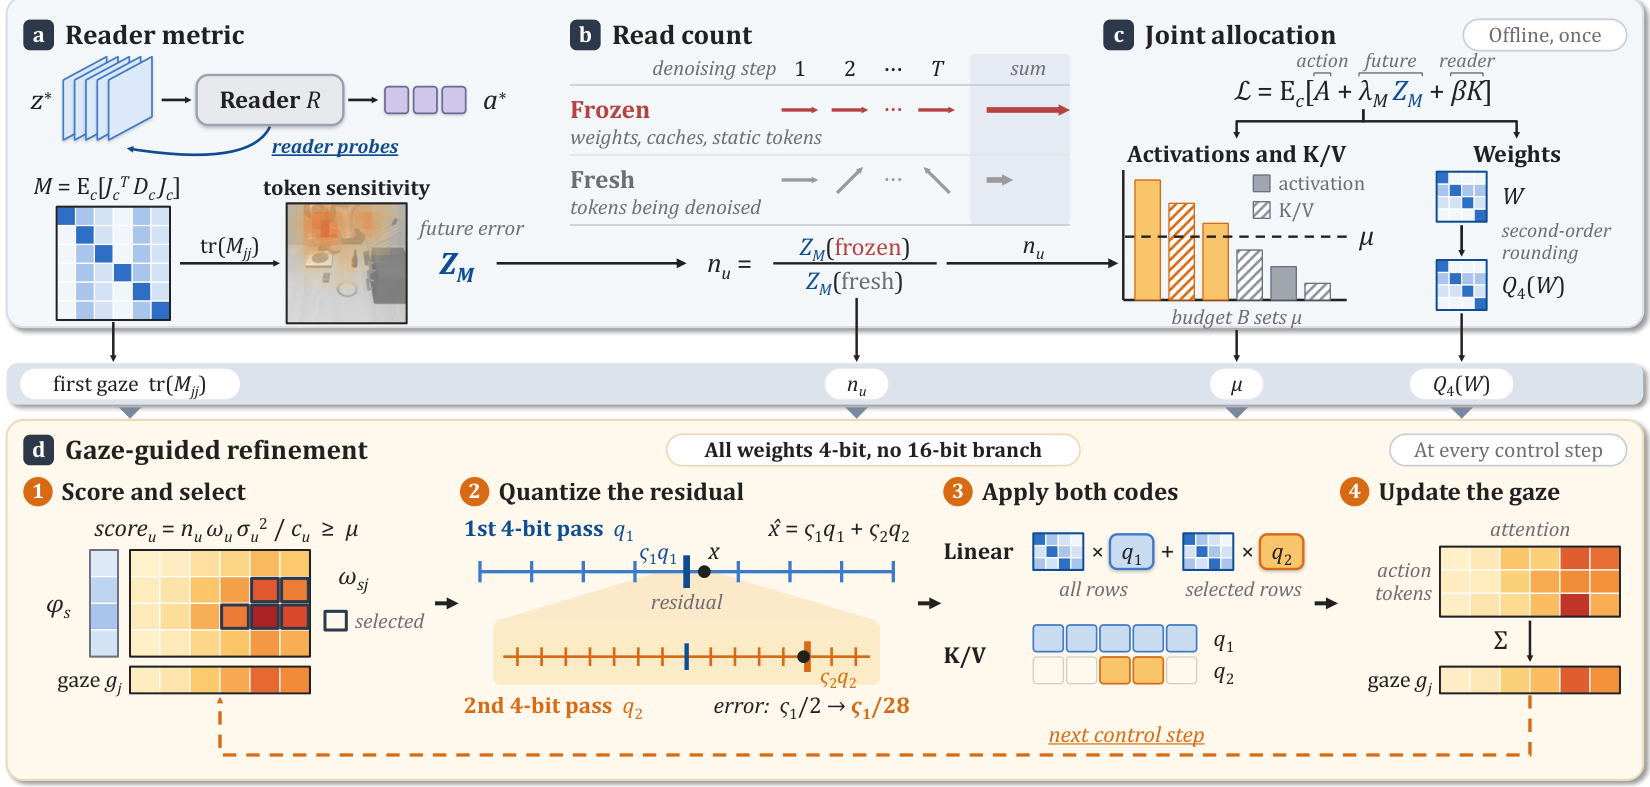 a Reader metric
z* Reader R a*
reader probes
M = E_c[J_c^T D_c J_c]
token sensitivity
tr(M_jj)
future error
Z_M
b Read count
denoising step 1 2 ··· T sum
Frozen ···
weights, caches, static tokens
Fresh ···
tokens being denoised
n_u = Z_M(frozen)
Z_M(fresh)
n_u
c Joint allocation
Offline, once
action future reader
ℒ = E_c[A + λ_M Z_M + βK]
Activations and K/V
activation
K/V
μ
budget B sets μ
Weights
W
second-order
rounding
Q_4(W)
first gaze tr(M_jj)
n_u
μ
Q_4(W)
d Gaze-guided refinement
All weights 4-bit, no 16-bit branch
At every control step
1 Score and select
score_u = n_u ω_u σ_u^2 / c_u ≥ μ
φ_s
ω_sj
selected
gaze g_j
2 Quantize the residual
1st 4-bit pass q_1
x̂ = ς_1q_1 + ς_2q_2
ς_1q_1 x
residual
ς_2q_2
2nd 4-bit pass q_2
error: ς_1/2 → ς_1/28
3 Apply both codes
Linear × q_1 + × q_2
all rows selected rows
K/V
q_1
q_2
next control step
4 Update the gaze
attention
action
tokens
Σ
gaze g_j